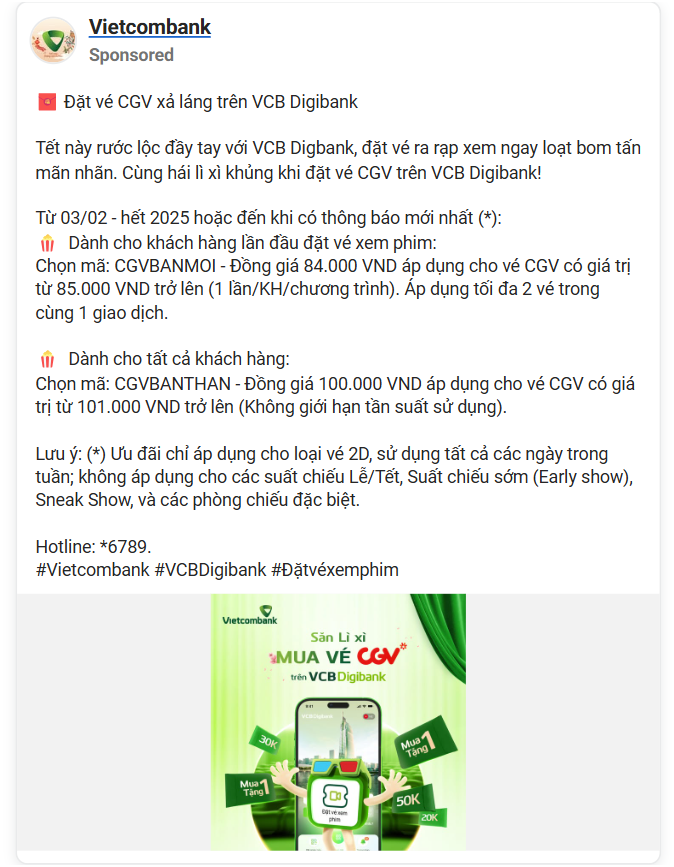 Vietcombank
Sponsored
Đặt vé CGV xả láng trên VCB Digibank
Tết này rước lộc đầy tay với VCB Digbank, đặt vé ra rạp xem ngay loạt bom tấn
mãn nhãn. Cùng hái lì xì khủng khi đặt vé CGV trên VCB Digibank!
Từ 03/02 - hết 2025 hoặc đến khi có thông báo mới nhất (*):
Dành cho khách hàng lần đầu đặt vé xem phim:
Chọn mã: CGVBANMOI - Đồng giá 84.000 VND áp dụng cho vé CGV có giá trị
từ 85.000 VND trở lên (1 lần/KH/chương trình). Áp dụng tối đa 2 vé trong
cùng 1 giao dịch.
Dành cho tất cả khách hàng:
Chọn mã: CGVBANTHAN - Đồng giá 100.000 VND áp dụng cho vé CGV có giá
trị từ 101.000 VND trở lên (Không giới hạn tần suất sử dụng).
Lưu ý: (*) Ưu đãi chỉ áp dụng cho loại vé 2D, sử dụng tất cả các ngày trong
tuần; không áp dụng cho các suất chiếu Lễ/Tết, Suất chiếu sớm (Early show),
Sneak Show, và các phòng chiếu đặc biệt.
Hotline: *6789.
#Vietcombank #VCBDigibank #Đặtvéxemphim
Vietcombank
Săn Lì xì
MUA VÉ CGV
trên VCB Digibank
VCB Digibank
30K
Mua 1
Tặng
Mua 1
Tặng
Đặt vé xem
phim
50K
20K